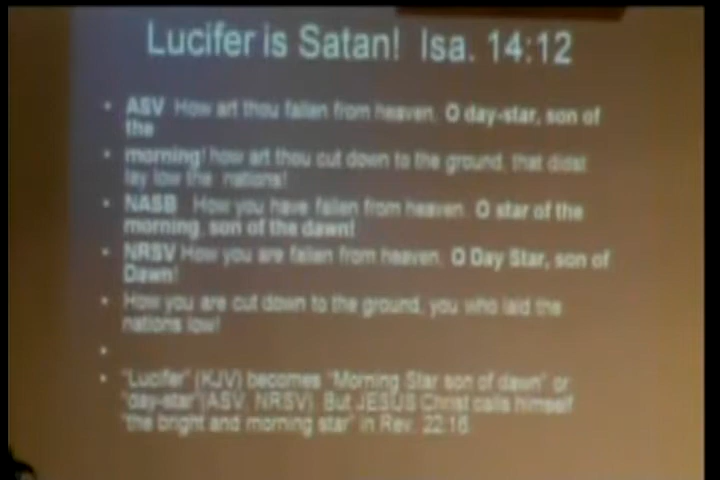 Lucifer is Satan! Isa. 14:12
• ASV How art thou fallen from heaven, O day-star, son of
the
• morning! how art thou cut down to the ground, that didst
lay low the nations!
• NASB How you have fallen from heaven, O star of the
morning, son of the dawn!
• NRSV How you are fallen from heaven, O Day Star, son of
Dawn!
• How you are cut down to the ground, you who laid the
nations low!
•
• "Lucifer" (KJV) becomes "Morning Star son of dawn" or
"day-star" (ASV, NRSV). But JESUS Christ calls himself
"the bright and morning star" in Rev. 22:16.